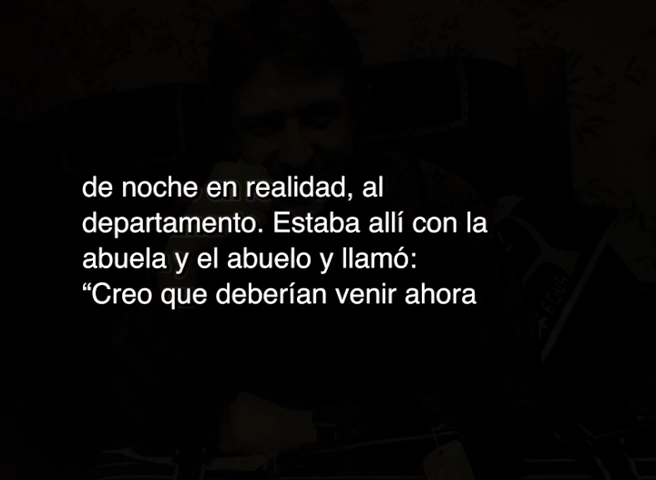 de noche en realidad, al
departamento. Estaba allí con la
abuela y el abuelo y llamó:
“Creo que deberían venir ahora